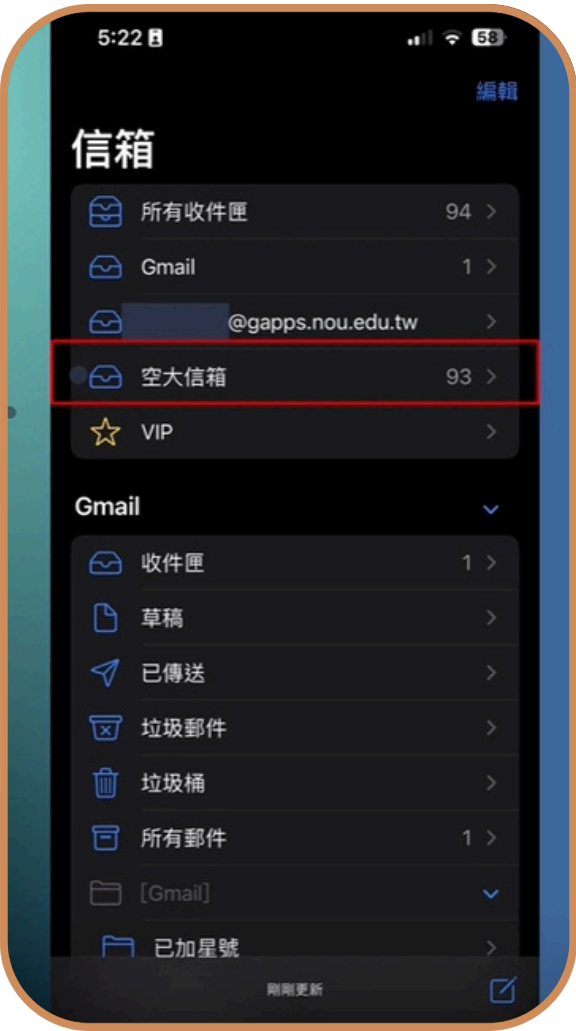 5:22
58
編輯
信箱
所有收件匣 94
Gmail 1
@gapps.nou.edu.tw
空大信箱 93
VIP
Gmail
收件匣 1
草稿
已傳送
垃圾郵件
垃圾桶
所有郵件 1
[Gmail]
已加星號
剛剛更新